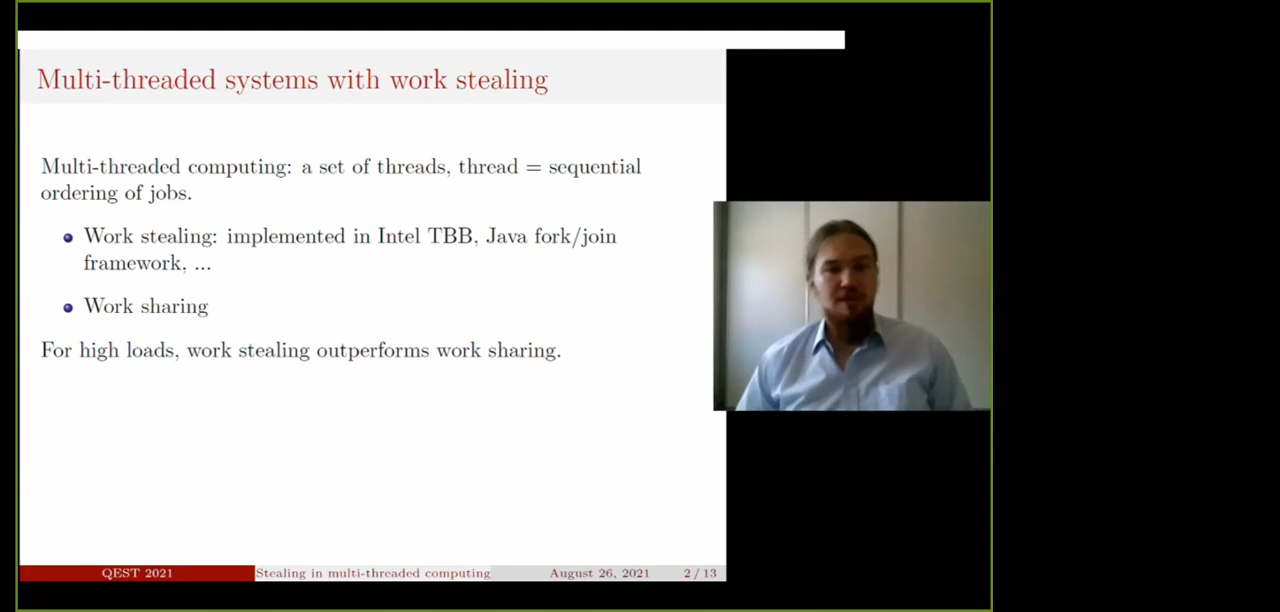 Multi-threaded systems with work stealing
Multi-threaded computing: a set of threads, thread = sequential
ordering of jobs.
Work stealing: implemented in Intel TBB, Java fork/join
framework, ...
Work sharing
For high loads, work stealing outperforms work sharing.
QEST 2021 Stealing in multi-threaded computing August 26, 2021 2 / 13